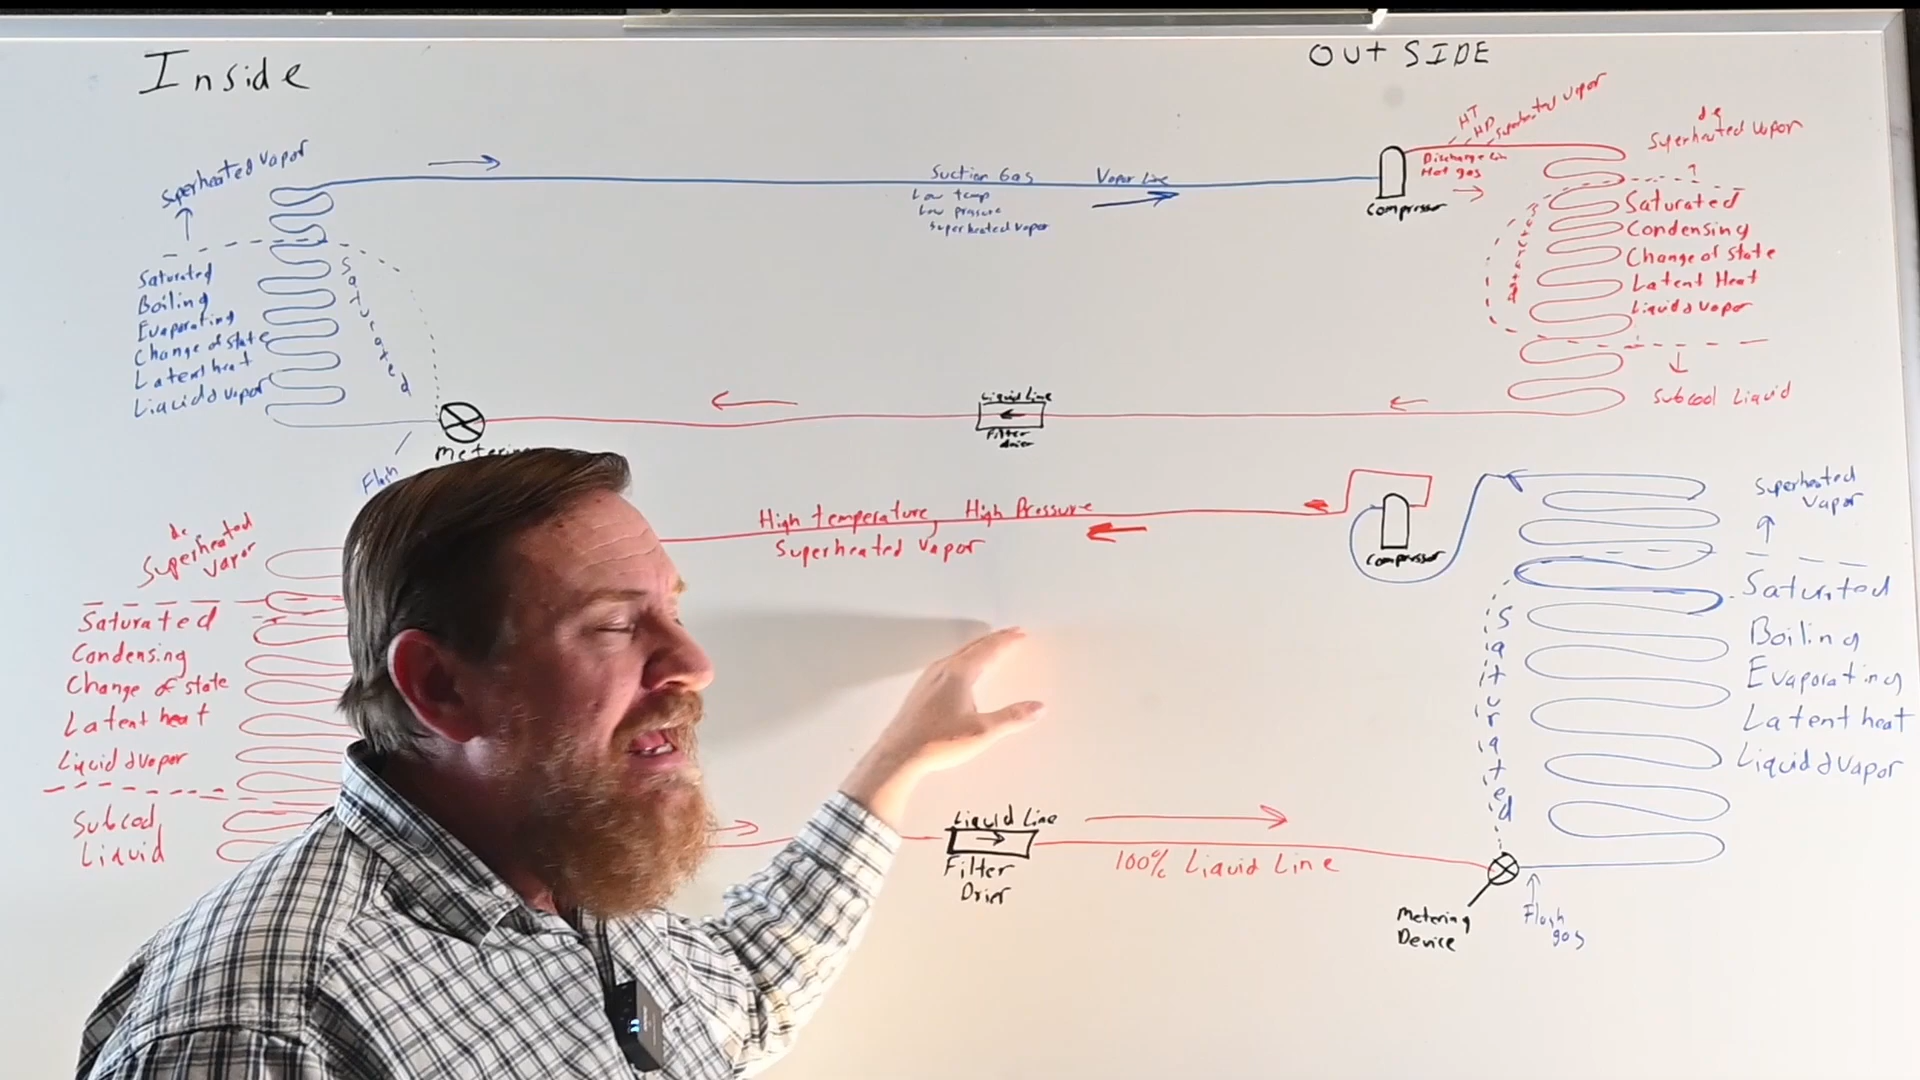 Inside
OUTSIDE
Superheated Vapor
Saturated
Boiling
Evaporating
Change of state
Latent heat
Liquid & vapor
Saturated
Flash
Metering
Suction Gas
Vapor Line
Low temp
Low presure
Superheated vapor
Compressor
HT
HP
Superheated vapor
Discharge Line
Hot gas
de
Superheated Vapor
Saturated
Saturated
Condensing
Change of state
Latent Heat
Liquid & vapor
Subcool Liquid
Liquid Line
Filter
drier
de
Superheated
Vapor
Saturated
Condensing
Change of state
Latent heat
Liquid & Vapor
Subcool
Liquid
High temperature, High Pressure
Superheated Vapor
Compressor
Superheated
Vapor
Saturated
Boiling
Evaporating
Latent heat
Liquid & Vapor
Saturated
Liquid Line
Filter
Drier
100% Liquid Line
Metering
Device
Flash
gas